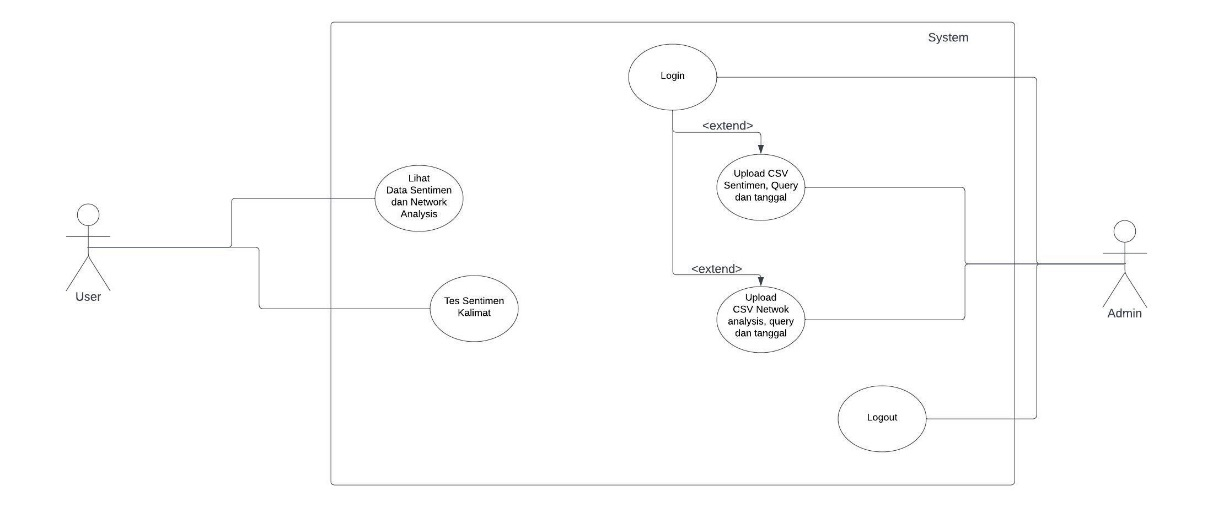 System
Login
<extend>
Upload CSV
Sentimen, Query
dan tanggal
Lihat
Data Sentimen
dan Network
Analysis
User
Tes Sentimen
Kalimat
<extend>
Upload
CSV Netwok
analysis, query
dan tanggal
Admin
Logout